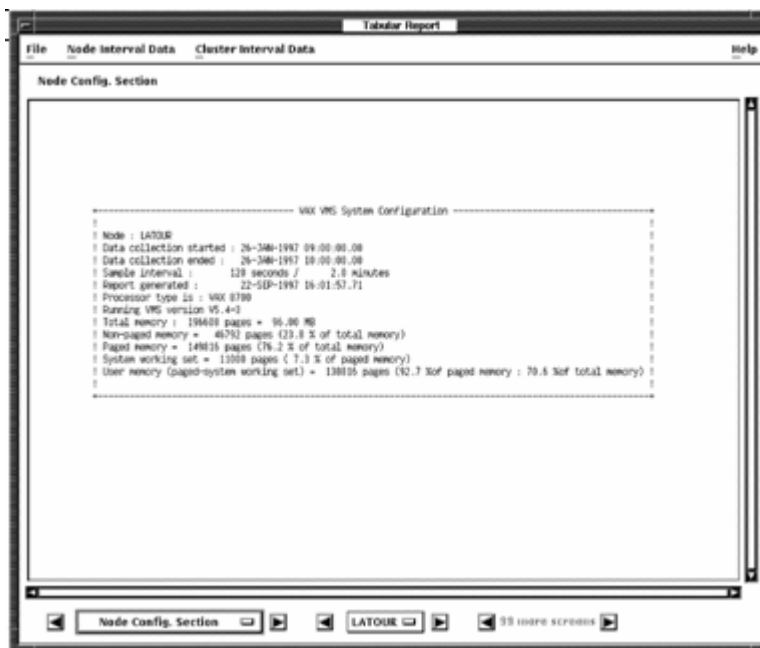 Tabular Report
File Node Interval Data Cluster Interval Data Help
Node Config. Section
VAX VMS System Configuration
! Node : LATOUR
! Data collection started : 26-JAN-1997 09:00:00.00
! Data collection ended : 26-JAN-1997 10:00:00.00
! Sample interval : 120 seconds / 2.0 minutes
! Report generated : 22-SEP-1997 16:01:57.71
! Processor type is : VAX 8700
! Running VMS version V5.4-3
! Total memory : 196608 pages = 96.00 MB
! Non-paged memory = 46792 pages (23.8 % of total memory)
! Paged memory = 149816 pages (76.2 % of total memory)
! System working set = 11000 pages ( 7.3 % of paged memory)
! User memory (paged-system working set) = 138816 pages (92.7 %of paged memory : 70.6 %of total memory) !
Node Config. Section LATOUR 99 more screens